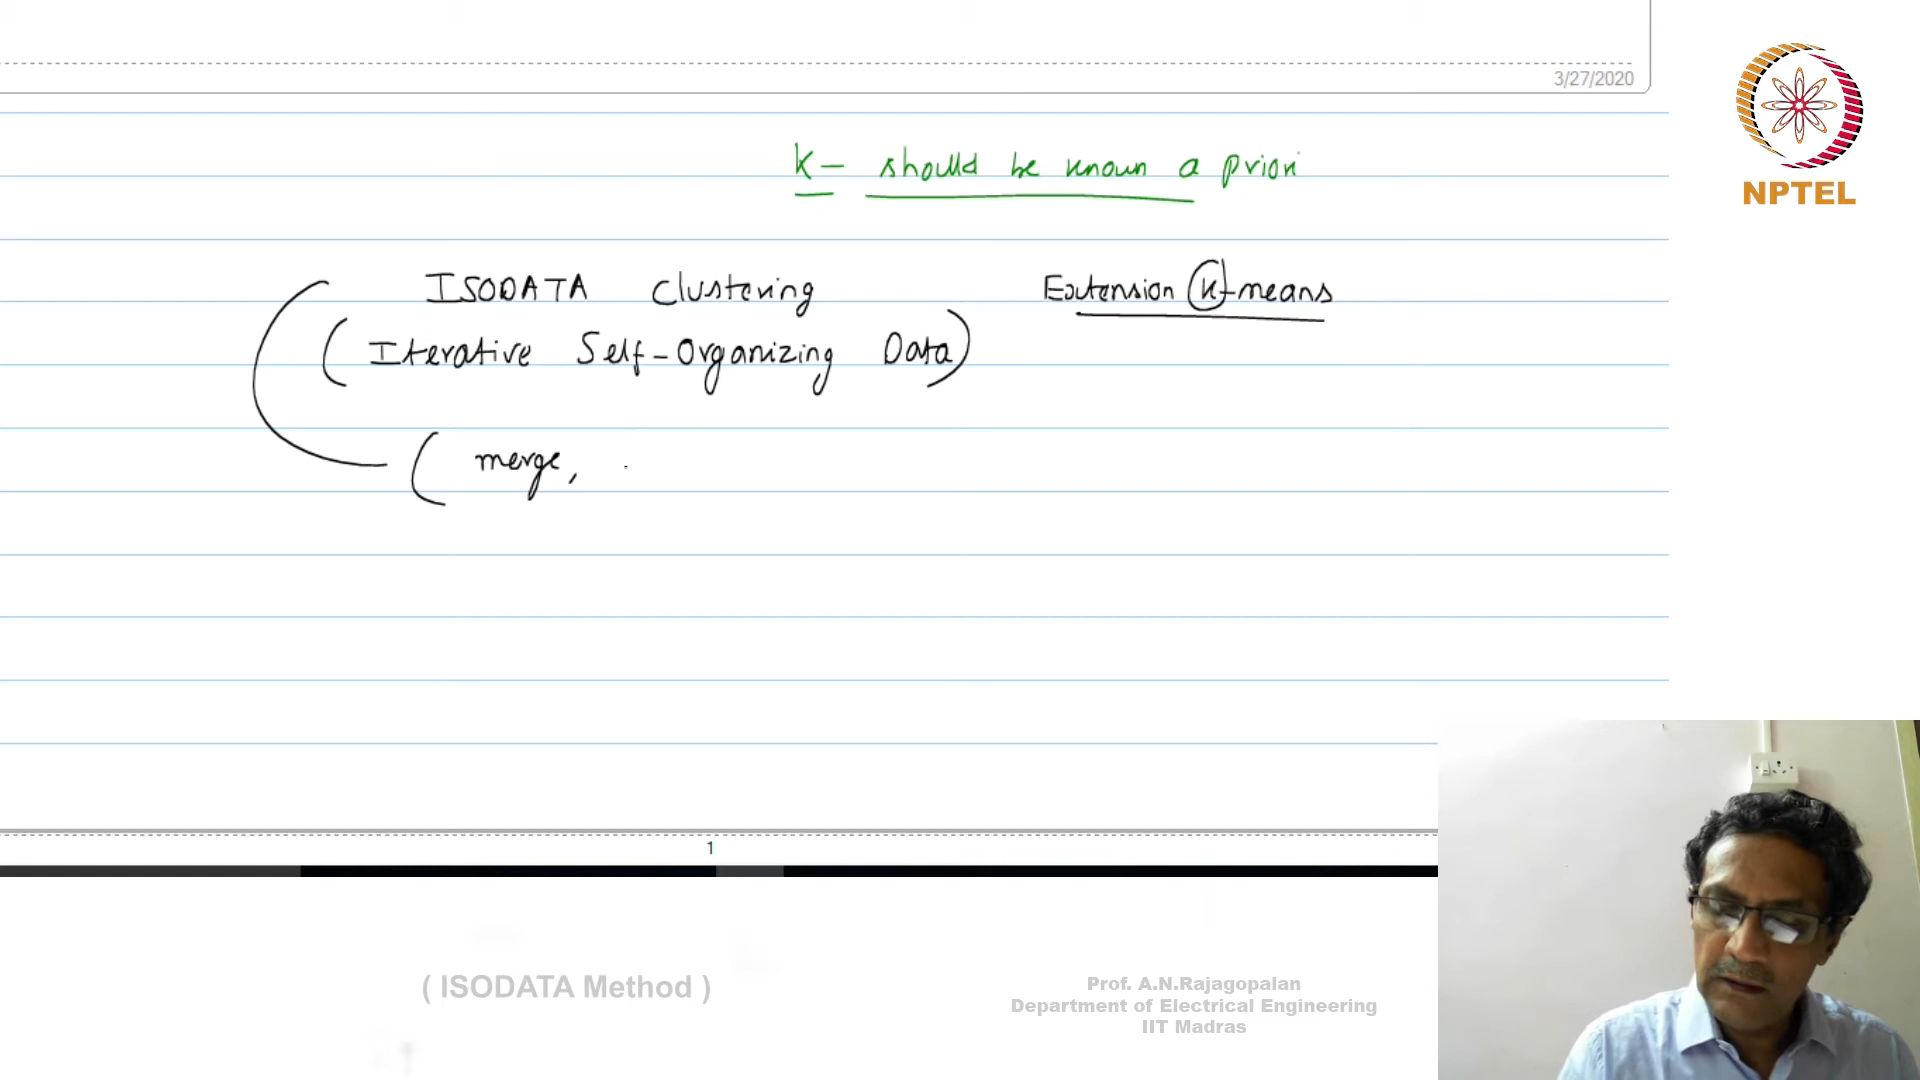 3/27/2020
NPTEL
K - should be known a priori
ISODATA Clustering Extension k-means
(Iterative Self-Organizing Data)
( merge,
1
( ISODATA Method )
Prof. A.N.Rajagopalan
Department of Electrical Engineering
IIT Madras